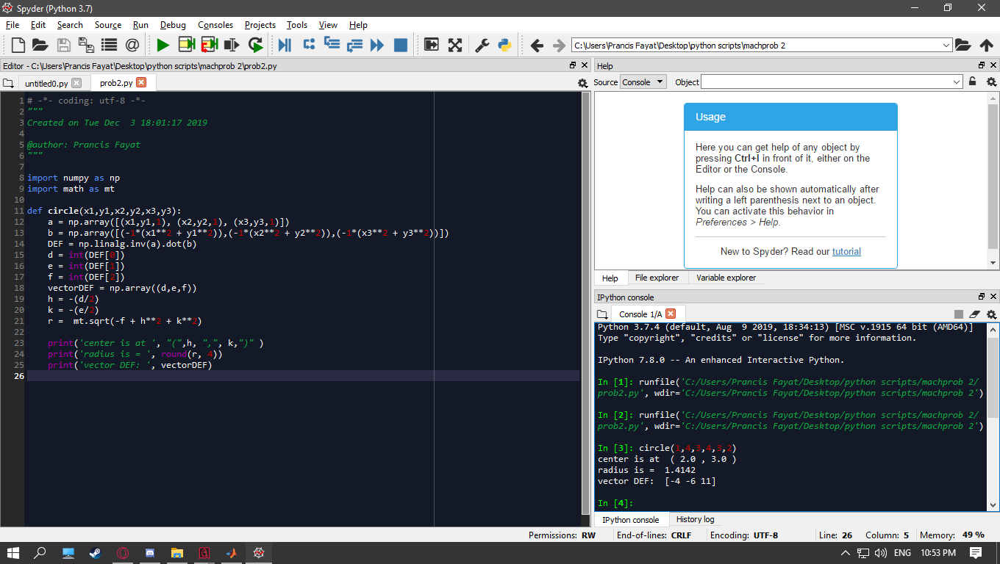 Spyder (Python 3.7)
File Edit Search Source Run Debug Consoles Projects Tools View Help
C:\Users\Prancis Fayat\Desktop\python scripts\machprob 2
Editor - C:\Users\Prancis Fayat\Desktop\python scripts\machprob 2\prob2.py
untitled0.py
prob2.py
1 # -*- coding: utf-8 -*-
2 """
3 Created on Tue Dec  3 18:01:17 2019
4
5 @author: Prancis Fayat
6 """
7
8 import numpy as np
9 import math as mt
10
11 def circle(x1,y1,x2,y2,x3,y3):
12     a = np.array([(x1,y1,1), (x2,y2,1), (x3,y3,1)])
13     b = np.array([(-1*(x1**2 + y1**2)),(-1*(x2**2 + y2**2)),(-1*(x3**2 + y3**2))])
14     DEF = np.linalg.inv(a).dot(b)
15     d = int(DEF[0])
16     e = int(DEF[1])
17     f = int(DEF[2])
18     vectorDEF = np.array((d,e,f))
19     h = -(d/2)
20     k = -(e/2)
21     r =  mt.sqrt(-f + h**2 + k**2)
22
23     print('center is at ', "(",h, ",", k,")" )
24     print('radius is = ', round(r, 4))
25     print('vector DEF: ', vectorDEF)
26
Help
Source Console Object
Usage
Here you can get help of any object by
pressing Ctrl+I in front of it, either on the
Editor or the Console.
Help can also be shown automatically after
writing a left parenthesis next to an object.
You can activate this behavior in
Preferences > Help.
New to Spyder? Read our tutorial
Help File explorer Variable explorer
IPython console
Console 1/A
Python 3.7.4 (default, Aug  9 2019, 18:34:13) [MSC v.1915 64 bit (AMD64)]
Type "copyright", "credits" or "license" for more information.
IPython 7.8.0 -- An enhanced Interactive Python.
In [1]: runfile('C:/Users/Prancis Fayat/Desktop/python scripts/machprob 2/
prob2.py', wdir='C:/Users/Prancis Fayat/Desktop/python scripts/machprob 2')
In [2]: runfile('C:/Users/Prancis Fayat/Desktop/python scripts/machprob 2/
prob2.py', wdir='C:/Users/Prancis Fayat/Desktop/python scripts/machprob 2')
In [3]: circle(1,4,3,4,3,2)
center is at  ( 2.0 , 3.0 )
radius is =  1.4142
vector DEF:  [-4 -6 11]
In [4]:
IPython console History log
Permissions: RW End-of-lines: CRLF Encoding: UTF-8 Line: 26 Column: 5 Memory: 49 %
ENG 10:53 PM